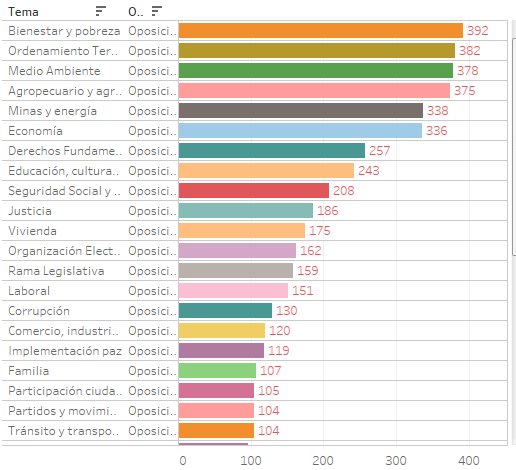 Tema O..
Bienestar y pobreza Oposici.. 392
Ordenamiento Ter.. Oposici.. 382
Medio Ambiente Oposici.. 378
Agropecuario y agr.. Oposici.. 375
Minas y energía Oposici.. 338
Economía Oposici.. 336
Derechos Fundame.. Oposici.. 257
Educación, cultura.. Oposici.. 243
Seguridad Social y .. Oposici.. 208
Justicia Oposici.. 186
Vivienda Oposici.. 175
Organización Elect.. Oposici.. 162
Rama Legislativa Oposici.. 159
Laboral Oposici.. 151
Corrupción Oposici.. 130
Comercio, industri.. Oposici.. 120
Implementación paz Oposici.. 119
Familia Oposici.. 107
Participación ciuda.. Oposici.. 105
Partidos y movimi.. Oposici.. 104
Tránsito y transpo.. Oposici.. 104
0 100 200 300 400